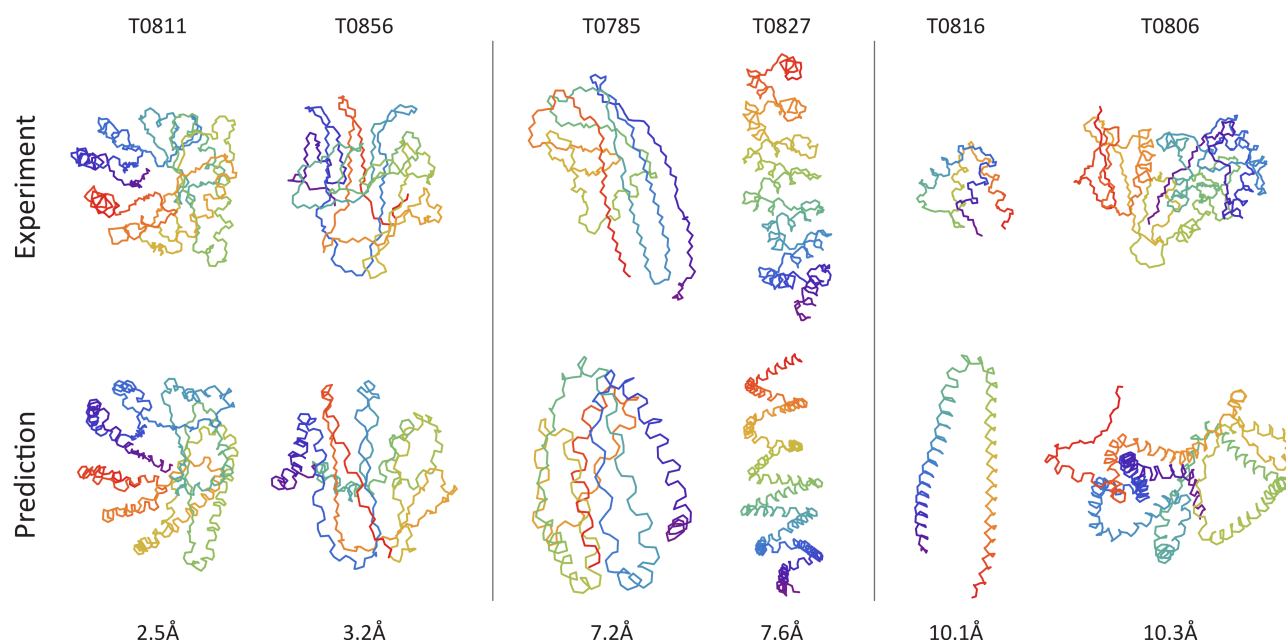 T0811 T0856 T0785 T0827 T0816 T0806
Experiment
Prediction
2.5Å 3.2Å 7.2Å 7.6Å 10.1Å 10.3Å